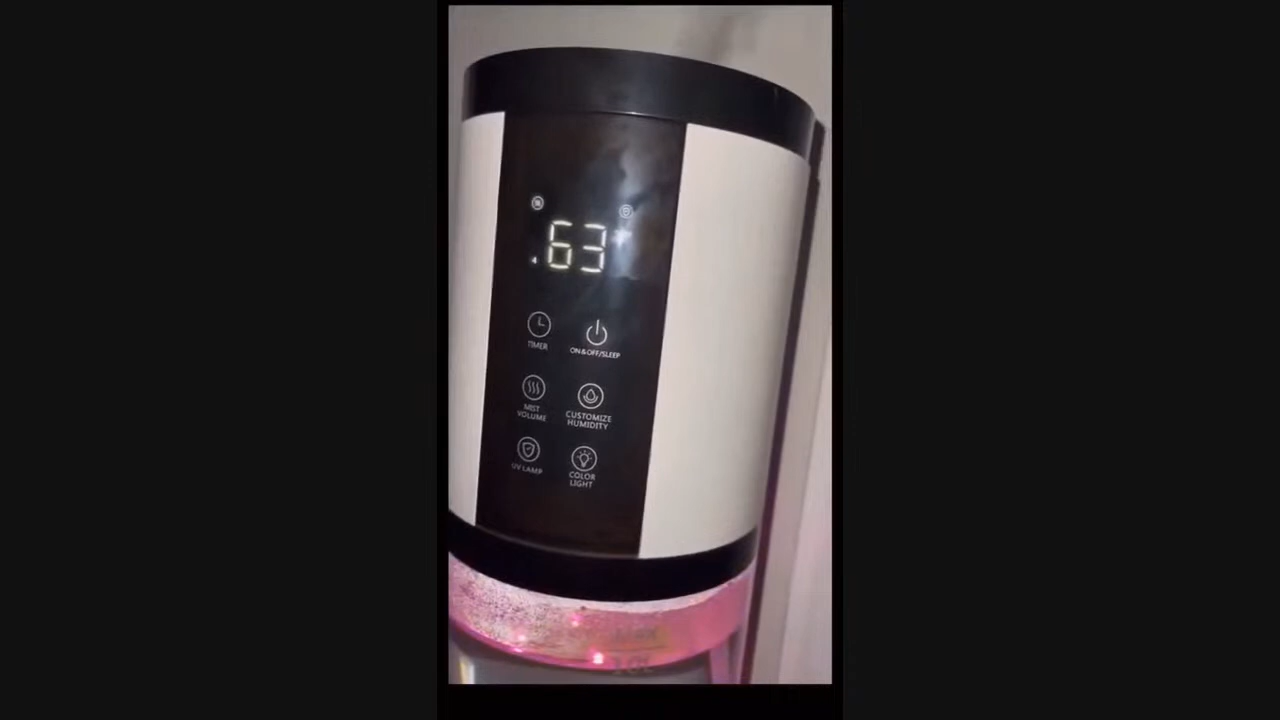 .63
TIMER
ON&OFF/SLEEP
MIST
VOLUME
CUSTOMIZE
HUMIDITY
UV LAMP
COLOR
LIGHT